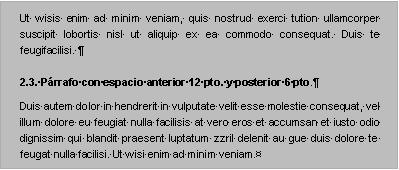 Ut wisis enim ad minim veniam, quis nostrud exerci tution ullamcorper
suscipit lobortis nisl ut aliquip ex ea commodo consequat. Duis te
feugifacilisi. ¶
2.3. Párrafo con espacio anterior 12 pto. y posterior 6 pto.¶
Duis autem dolor in hendrerit in vulputate velit esse molestie consequat, vel
illum dolore eu feugiat nulla facilisis at vero eros et accumsan et iusto odio
dignissim qui blandit praesent luptatum zzril delenit au gue duis dolore te
feugat nulla facilisi. Ut wisi enim ad minim veniam.¤